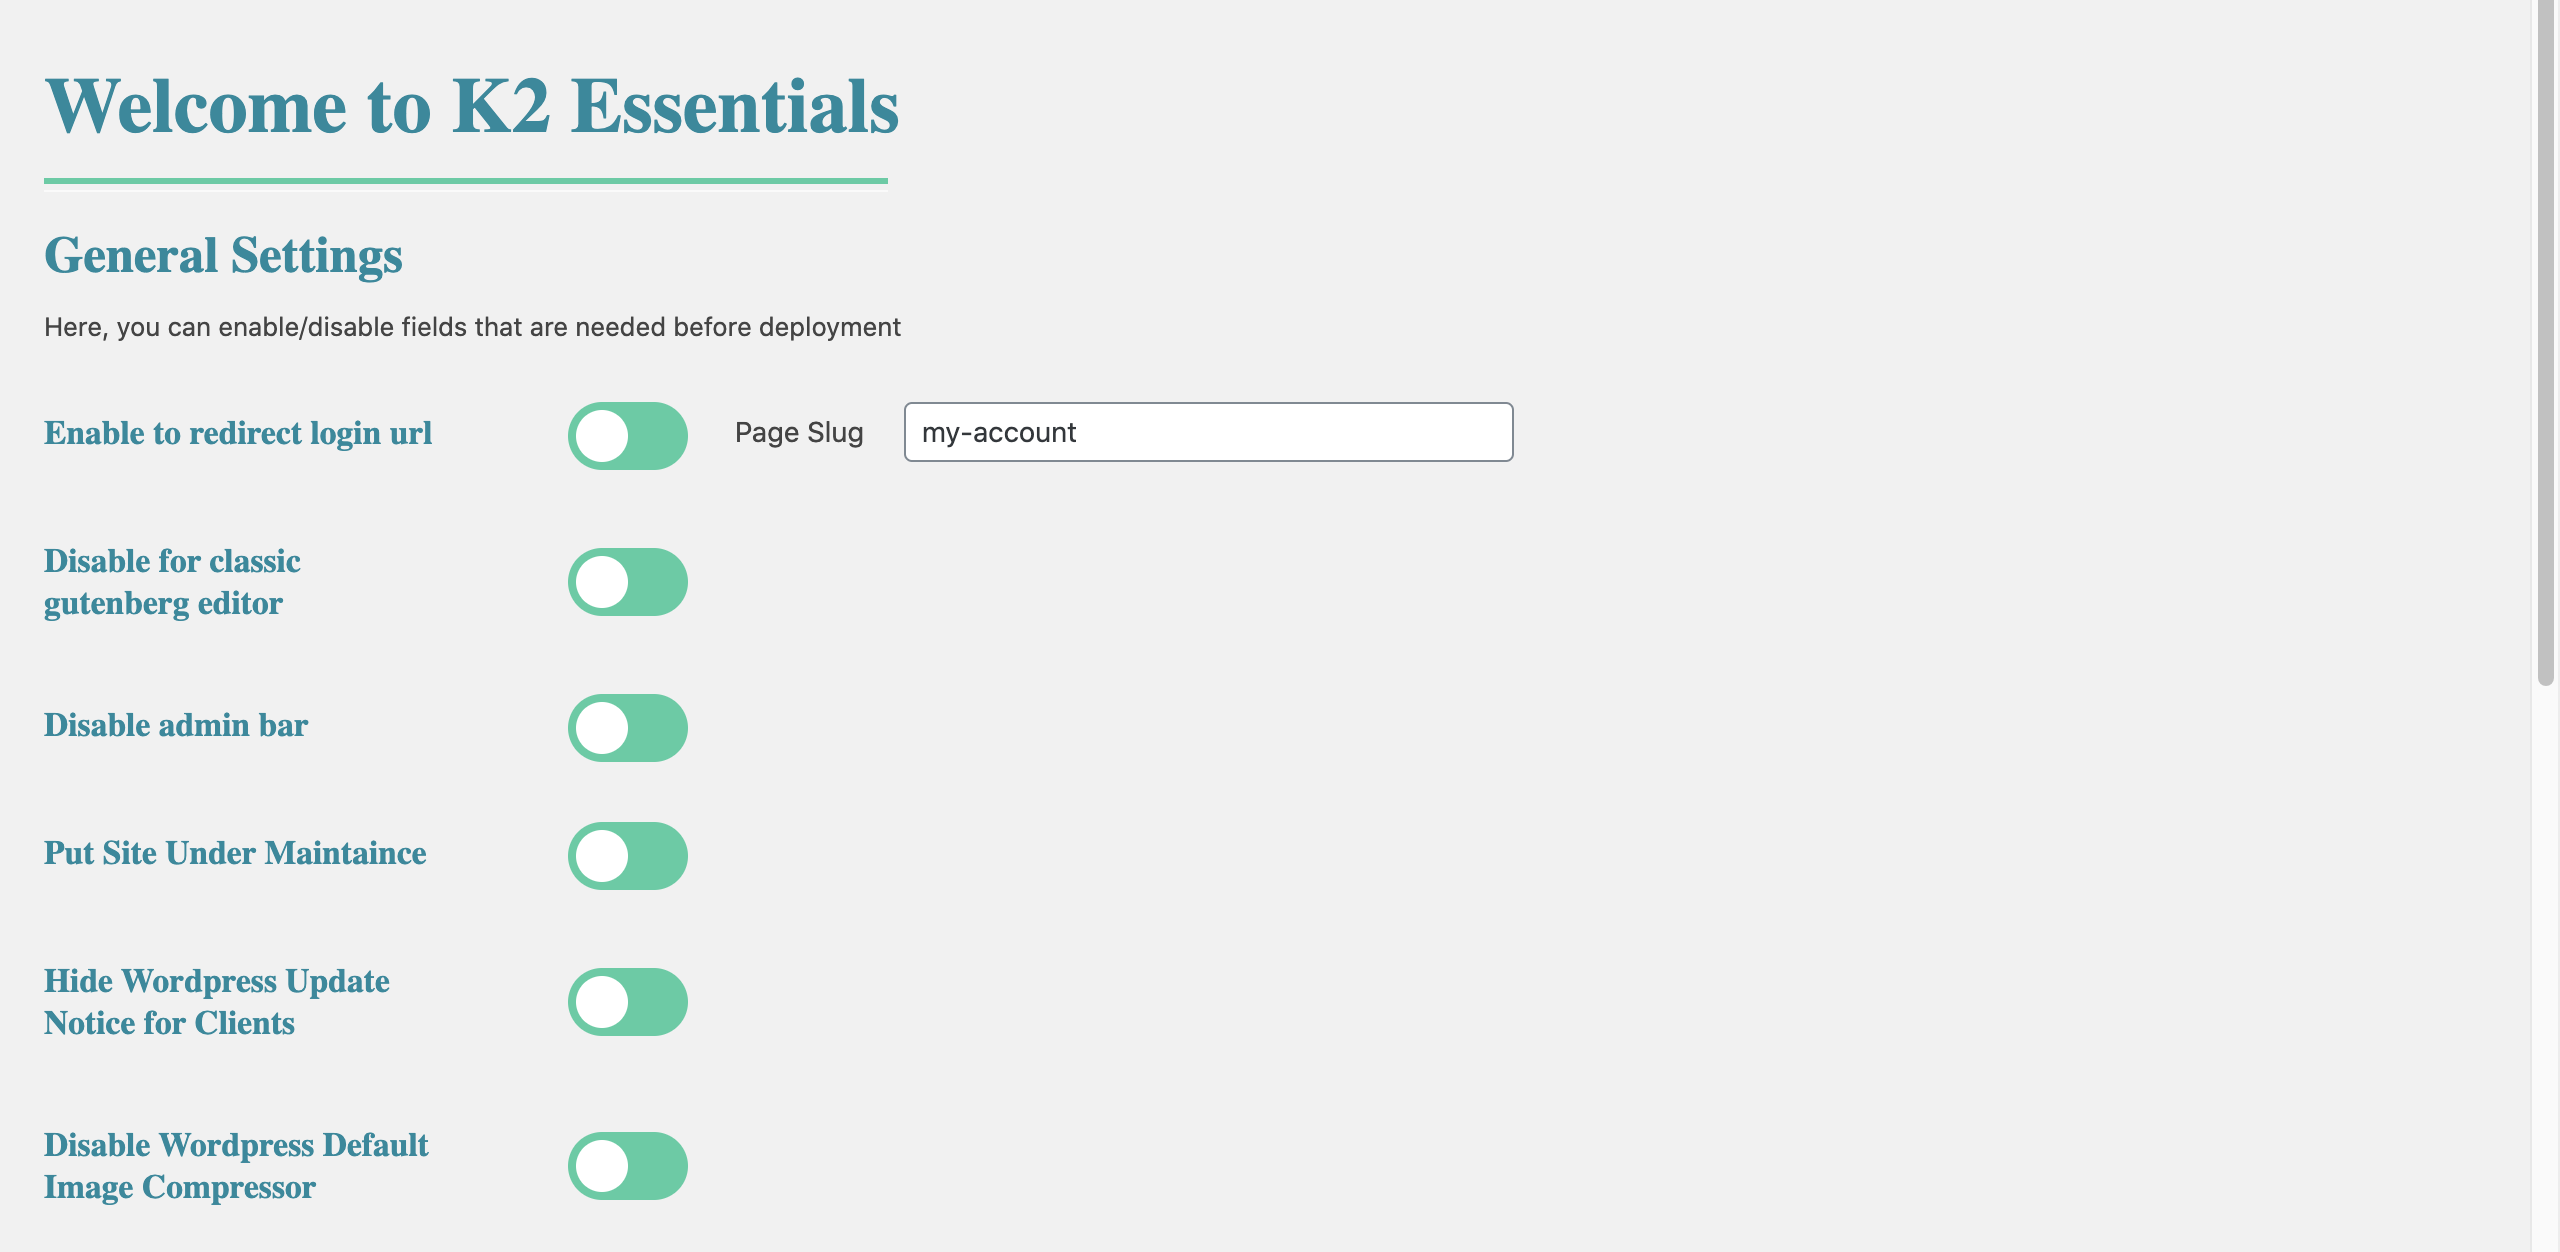 Welcome to K2 Essentials
General Settings
Here, you can enable/disable fields that are needed before deployment
Enable to redirect login url
Page Slug
my-account
Disable for classic
gutenberg editor
Disable admin bar
Put Site Under Maintaince
Hide Wordpress Update
Notice for Clients
Disable Wordpress Default
Image Compressor